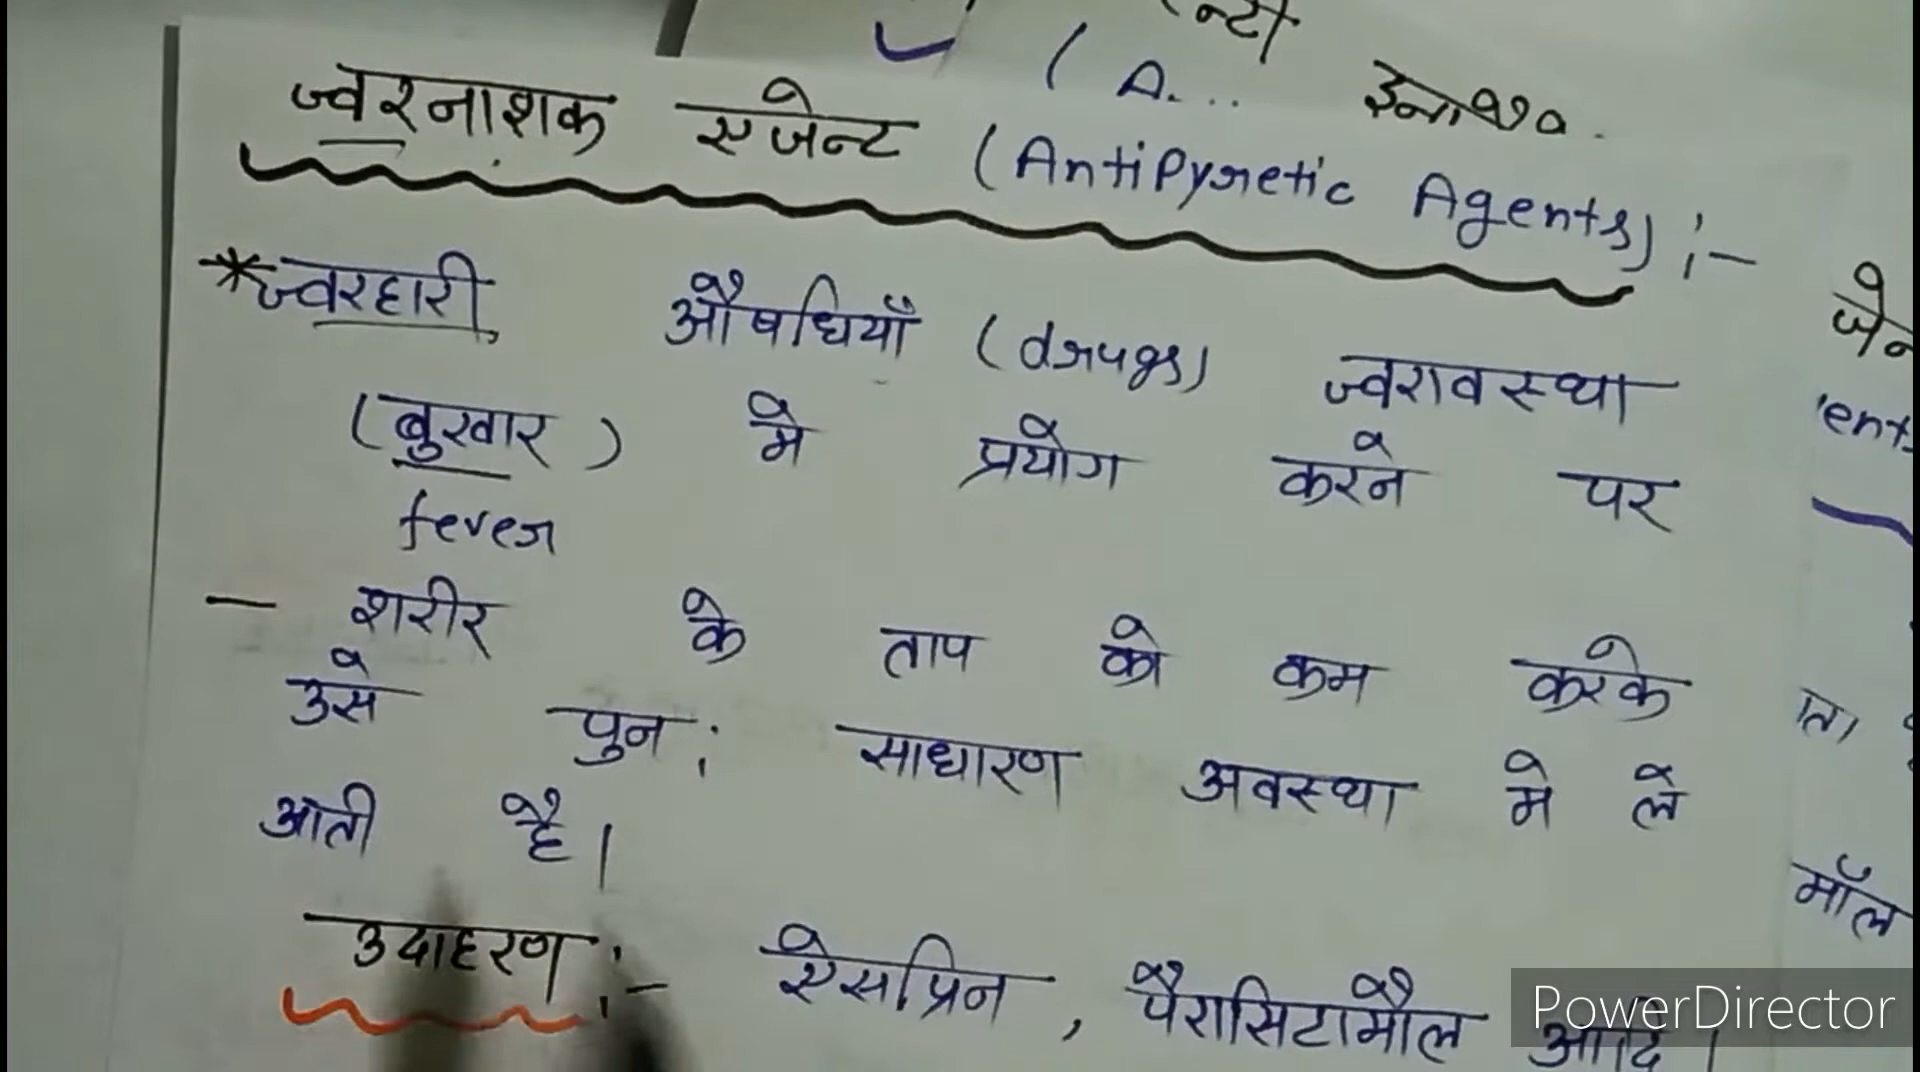 ज्वरनाशक एजेन्ट (AntiPyretic Agents) :-
*ज्वरहारी औषधियाँ (drugs) ज्वरावस्था
(बुखार) मे प्रयोग करने पर
fever
- शरीर के ताप को कम करके
उसे पुन: साधारण अवस्था मे ले
आती है।
उदाहरण :- ऐसप्रिन, पैरासिटामौल आदि।
PowerDirector